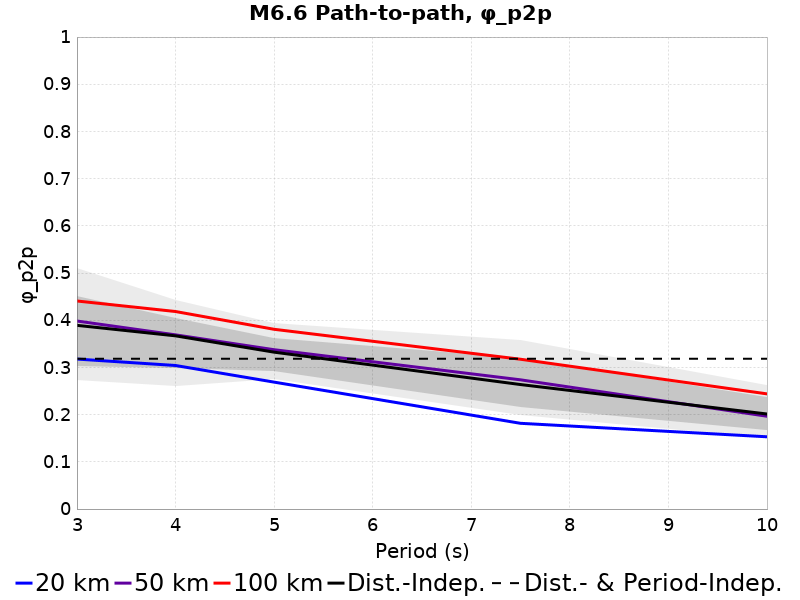 M6.6 Path-to-path, φ_p2p
1
0.9
0.8
0.7
0.6
0.5
0.4
0.3
0.2
0.1
0
φ_p2p
3 4 5 6 7 8 9 10
Period (s)
20 km 50 km 100 km Dist.-Indep. Dist.- & Period-Indep.